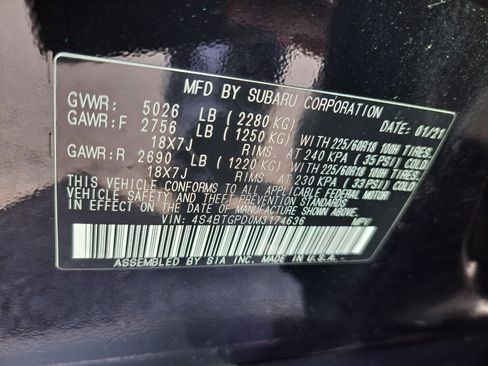 MFD BY SUBARU CORPORATION
DATE: 01/21
GVWR: 5026 LB (2280 KG)
GAWR:F 2756 LB (1250 KG) WITH 225/60R18 100H TIRES.
18X7J RIMS. AT 240 KPA (35 PSI) COLD
GAWR:R 2690 LB (1220 KG) WITH 225/60R18 100H TIRES.
18X7J RIMS. AT 230 KPA (33 PSI) COLD
THIS VEHICLE CONFORMS TO ALL APPLICABLE FEDERAL MOTOR
VEHICLE SAFETY AND THEFT PREVENTION STANDARDS
IN EFFECT ON THE DATE OF MANUFACTURE SHOWN ABOVE.
VIN: 4S4BTGPD0M3174636
ASSEMBLED BY SIA INC. MADE IN U.S.A.